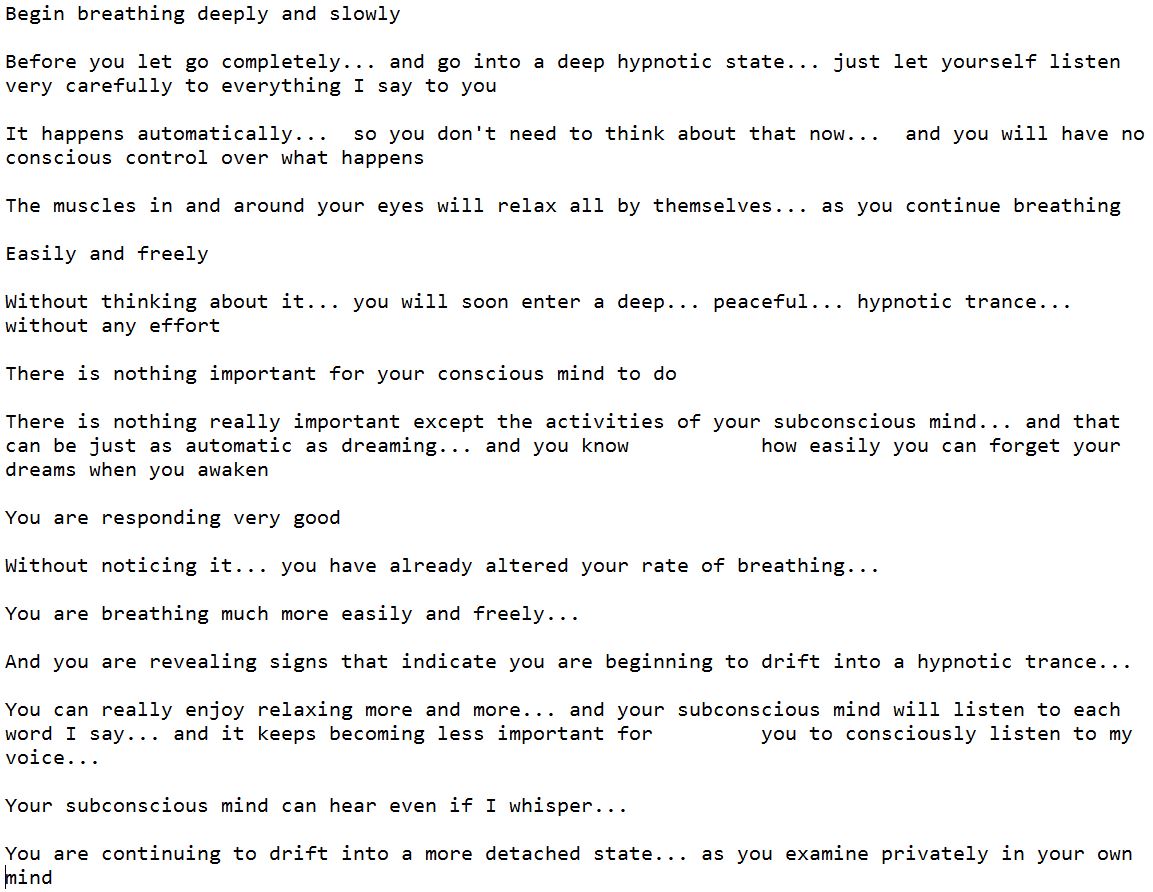 Begin breathing deeply and slowly
Before you let go completely... and go into a deep hypnotic state... just let yourself listen
very carefully to everything I say to you
It happens automatically...  so you don't need to think about that now...  and you will have no
conscious control over what happens
The muscles in and around your eyes will relax all by themselves... as you continue breathing
Easily and freely
Without thinking about it... you will soon enter a deep... peaceful... hypnotic trance...
without any effort
There is nothing important for your conscious mind to do
There is nothing really important except the activities of your subconscious mind... and that
can be just as automatic as dreaming... and you know           how easily you can forget your
dreams when you awaken
You are responding very good
Without noticing it... you have already altered your rate of breathing...
You are breathing much more easily and freely...
And you are revealing signs that indicate you are beginning to drift into a hypnotic trance...
You can really enjoy relaxing more and more... and your subconscious mind will listen to each
word I say... and it keeps becoming less important for         you to consciously listen to my
voice...
Your subconscious mind can hear even if I whisper...
You are continuing to drift into a more detached state... as you examine privately in your own
mind